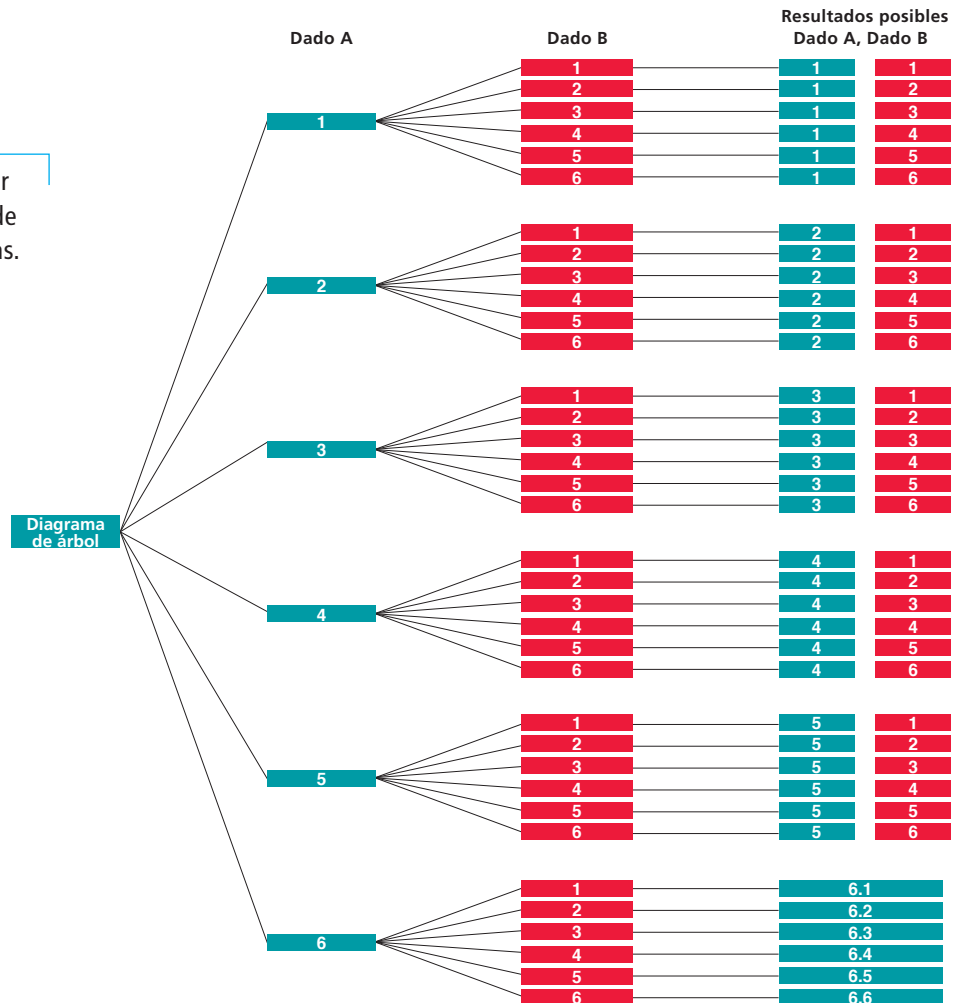 Resultados posibles
Dado A Dado B Dado A, Dado B
1 1 1
2 1 2
3 1 3
1
4 1 4
5 1 5
6 1 6
r
de
as.
1 2 1
2 2 2
3 2 3
2
4 2 4
5 2 5
6 2 6
1 3 1
2 3 2
3 3 3
3
4 3 4
5 3 5
6 3 6
Diagrama
de árbol
1 4 1
2 4 2
3 4 3
4
4 4 4
5 4 5
6 4 6
1 5 1
2 5 2
3 5 3
5
4 5 4
5 5 5
6 5 6
1 6.1
2 6.2
3 6.3
6
4 6.4
5 6.5
6 6.6